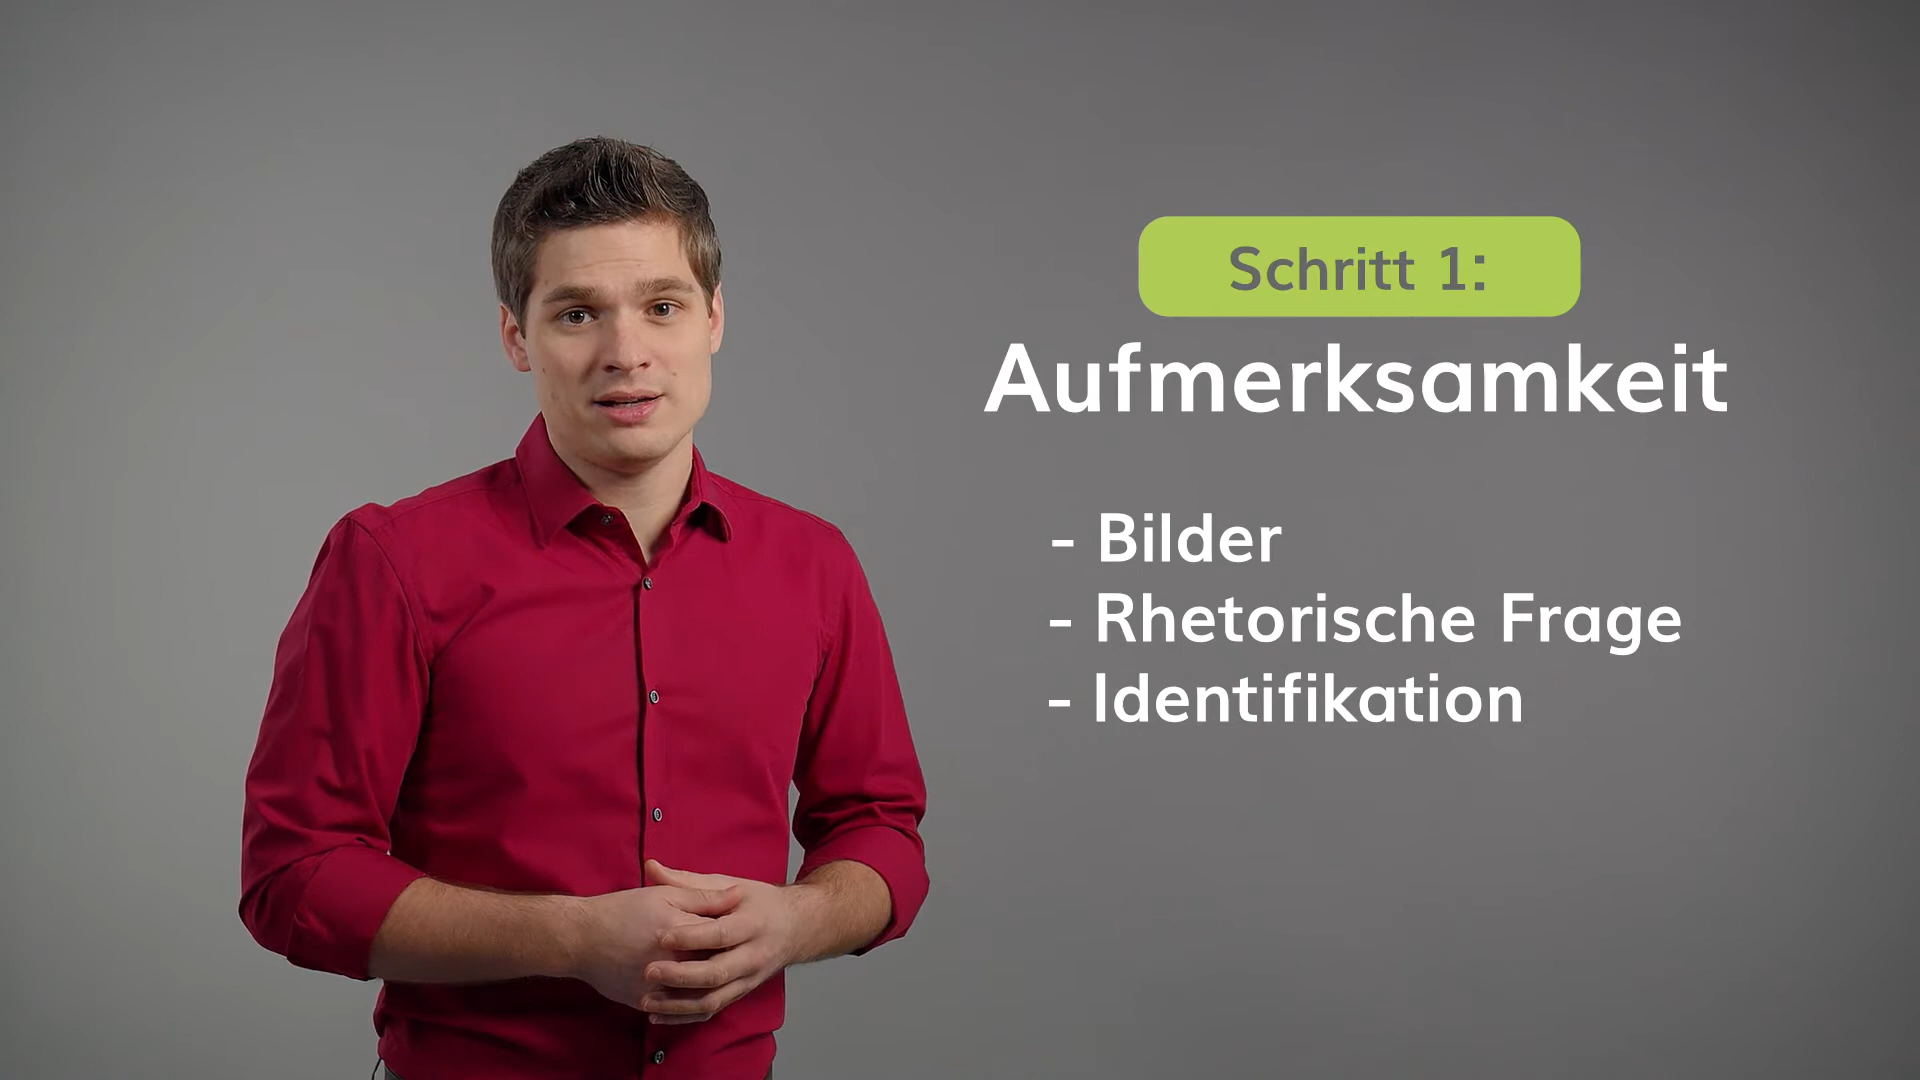 Schritt 1:
Aufmerksamkeit
- Bilder
- Rhetorische Frage
- Identifikation